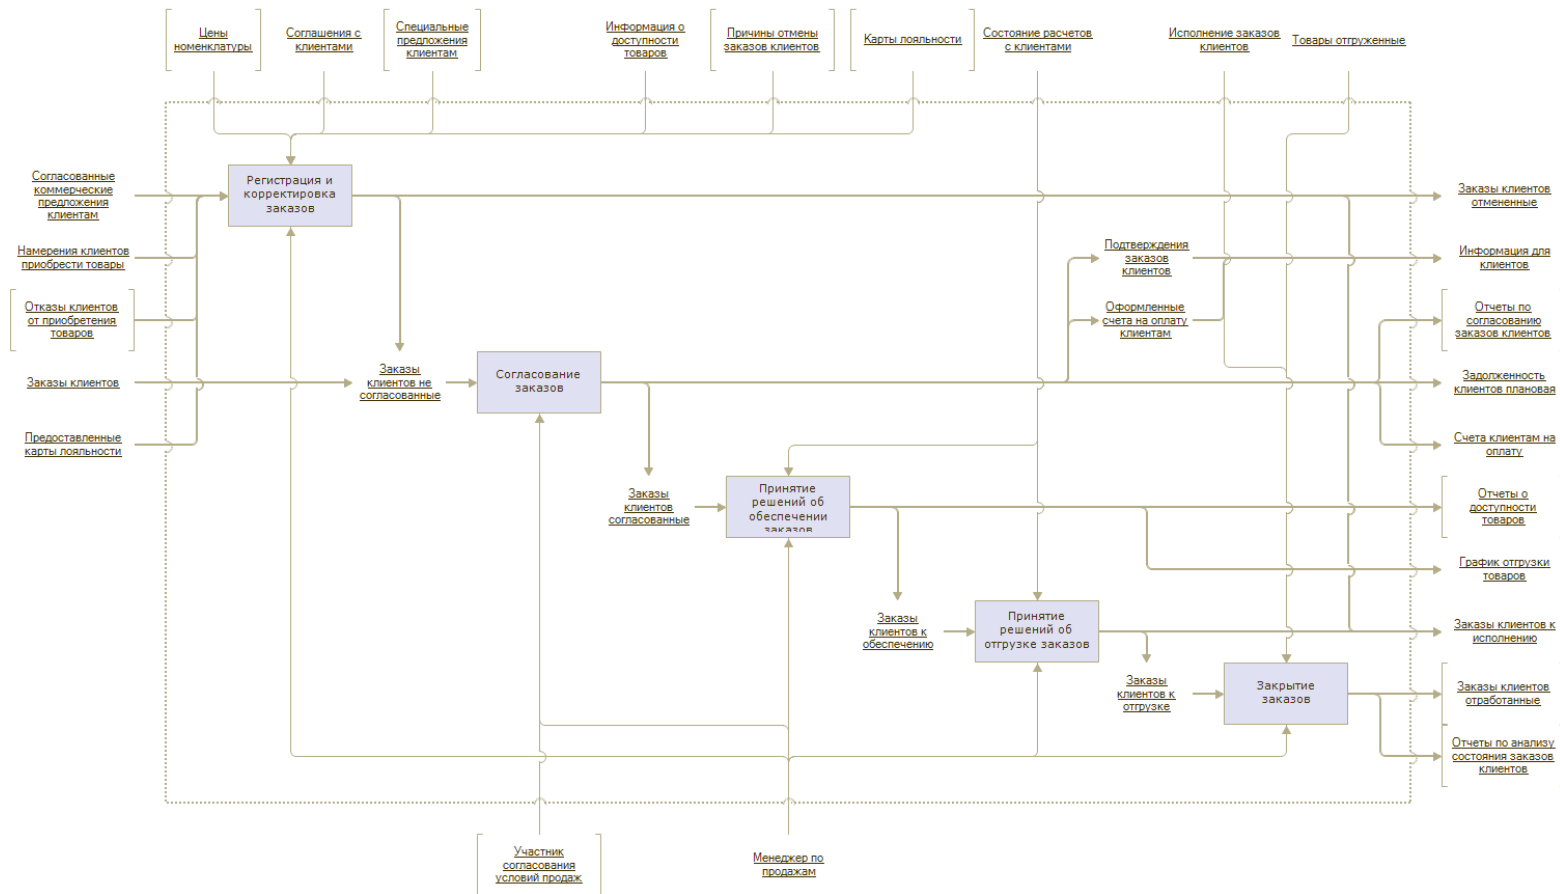 Цены
номенклатуры
Соглашения с
клиентами
Специальные
предложения
клиентам
Информация о
доступности
товаров
Причины отмены
заказов клиентов
Карты лояльности
Состояние расчетов
с клиентами
Исполнение заказов
клиентов
Товары отгруженные
Согласованные
коммерческие
предложения
клиентам
Намерения клиентов
приобрести товары
Отказы клиентов
от приобретения
товаров
Заказы клиентов
Предоставленные
карты лояльности
Регистрация и
корректировка
заказов
Заказы
клиентов не
согласованные
Согласование
заказов
Заказы
клиентов
согласованные
Принятие
решений об
обеспечении
заказов
Заказы
клиентов к
обеспечению
Принятие
решений об
отгрузке заказов
Заказы
клиентов к
отгрузке
Закрытие
заказов
Подтверждения
заказов
клиентов
Оформленные
счета на оплату
клиентам
Заказы клиентов
отмененные
Информация для
клиентов
Отчеты по
согласованию
заказов клиентов
Задолженность
клиентов плановая
Счета клиентам на
оплату
Отчеты о
доступности
товаров
График отгрузки
товаров
Заказы клиентов к
исполнению
Заказы клиентов
отработанные
Отчеты по анализу
состояния заказов
клиентов
Участник
согласования
условий продаж
Менеджер по
продажам